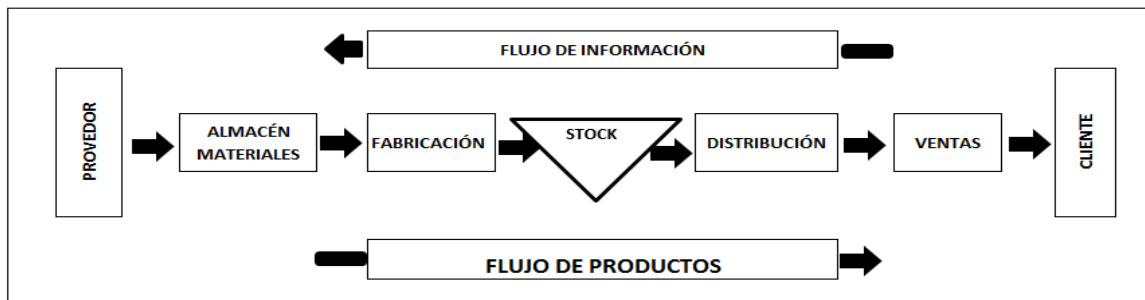 FLUJO DE INFORMACIÓN
PROVEDOR
ALMACÉN
MATERIALES
FABRICACIÓN
STOCK
DISTRIBUCIÓN
VENTAS
CLIENTE
FLUJO DE PRODUCTOS